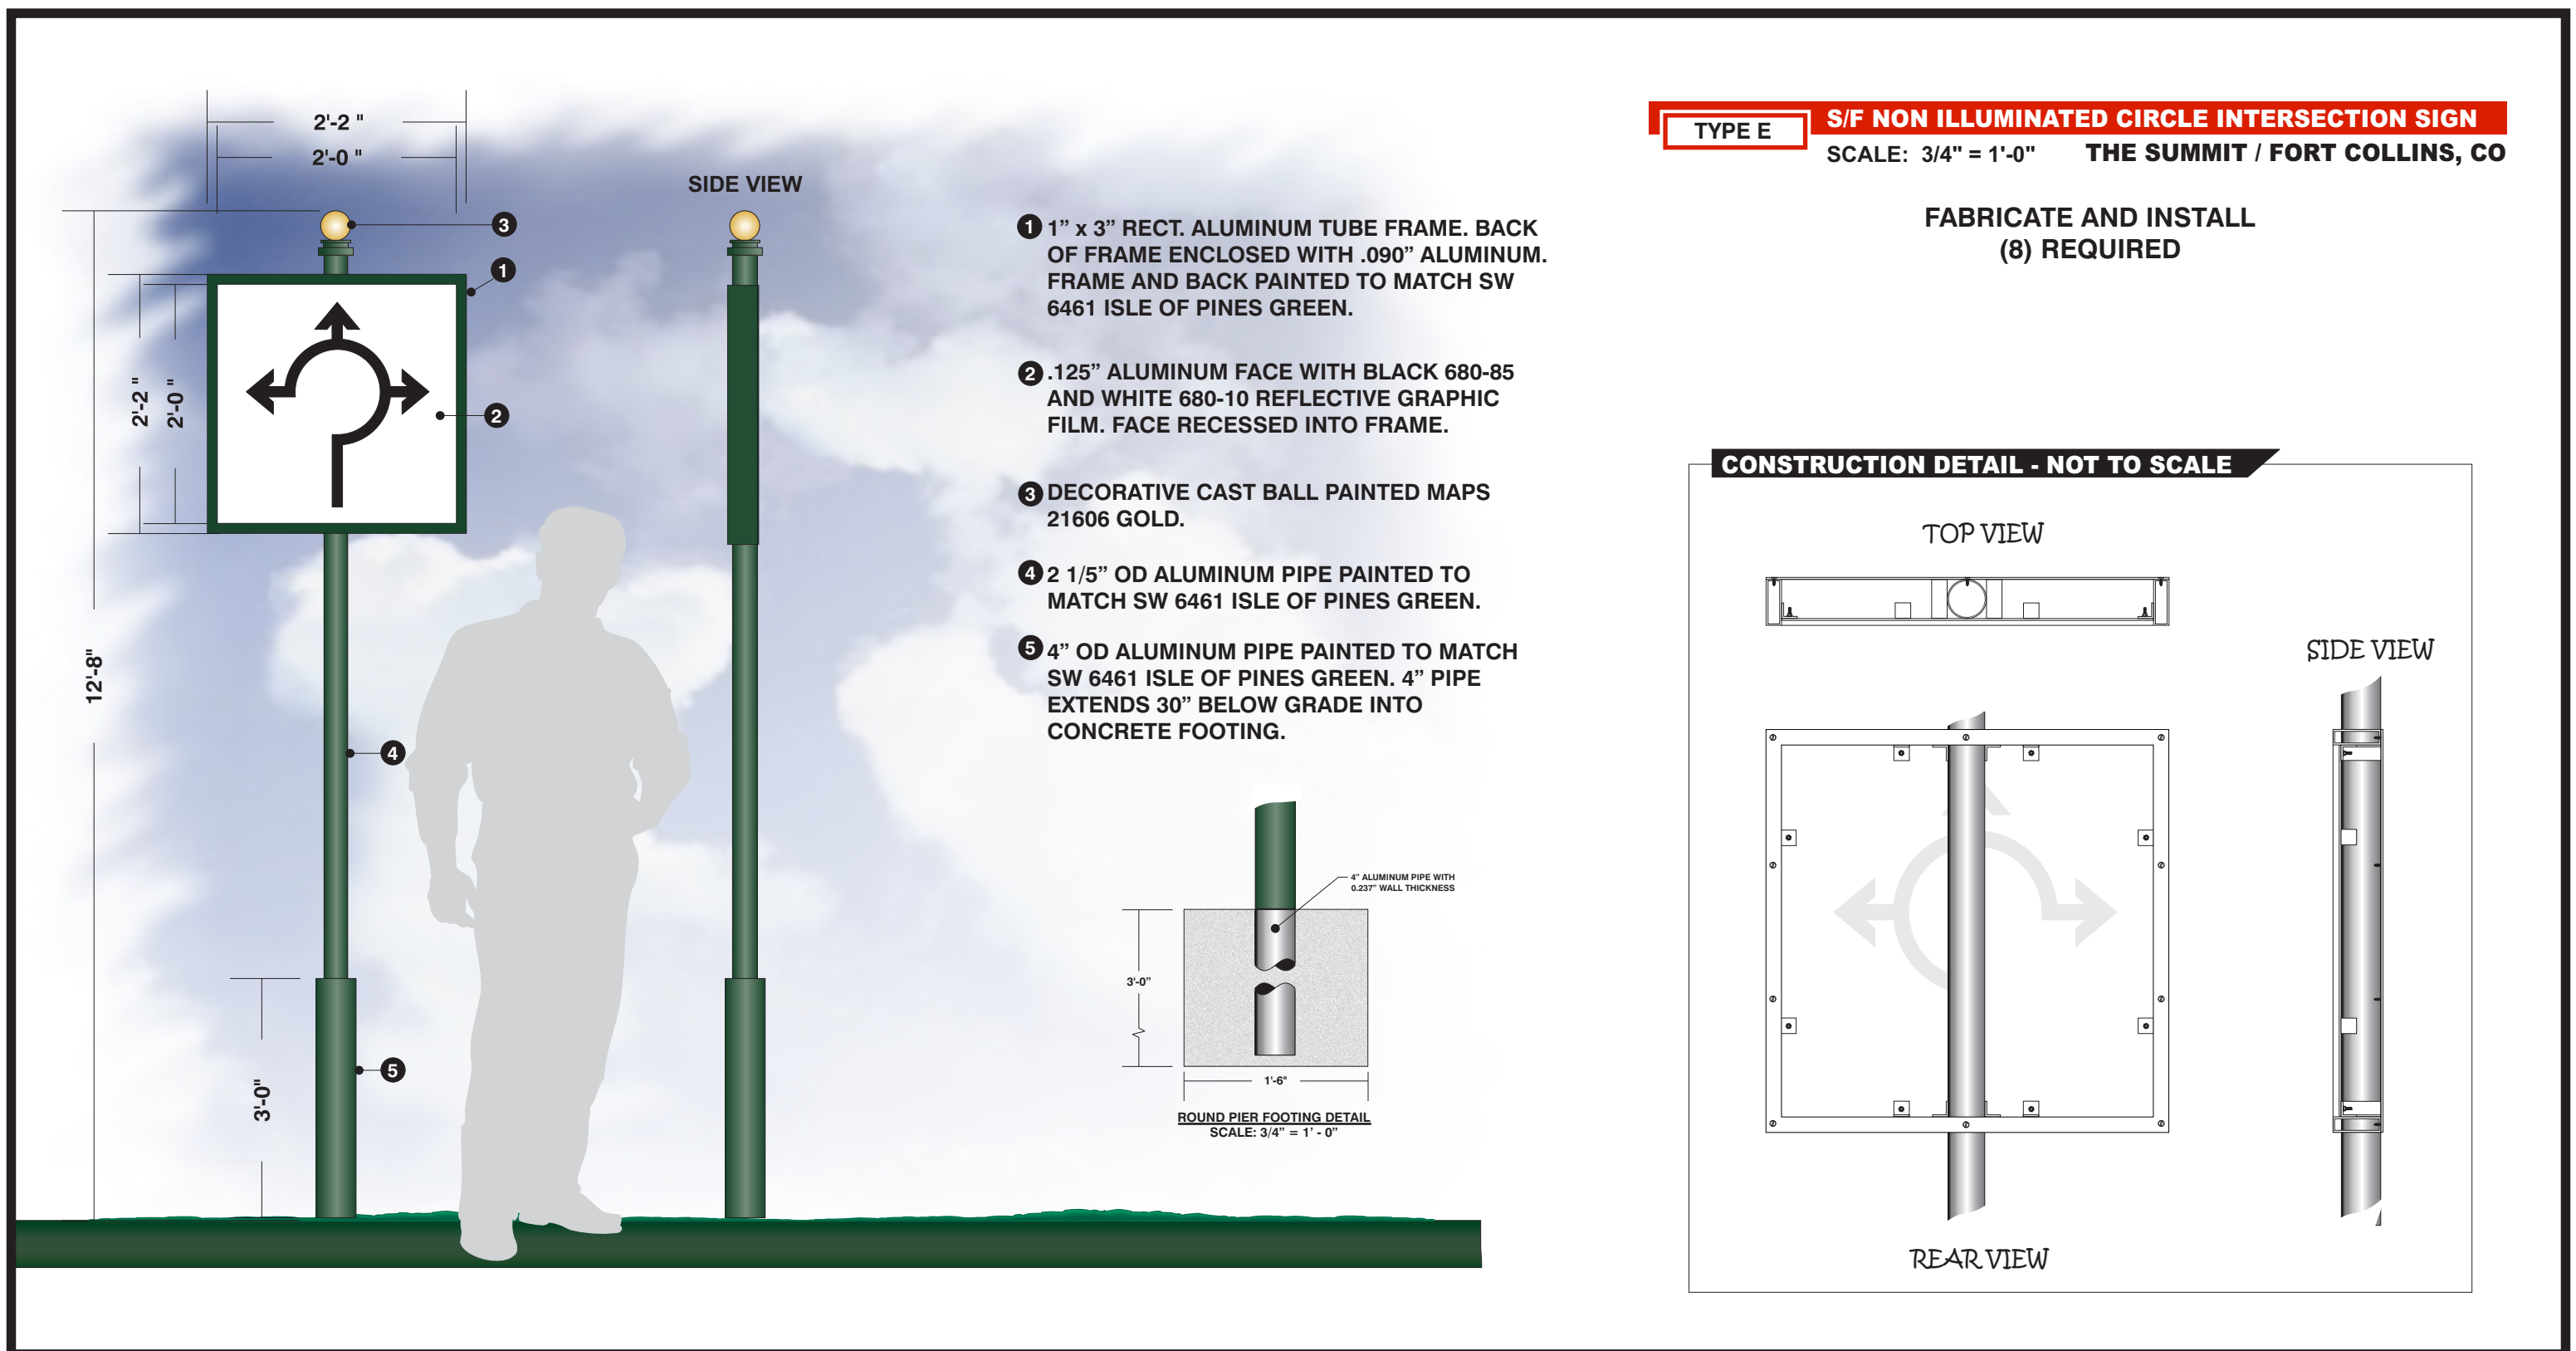 TYPE E
S/F NON ILLUMINATED CIRCLE INTERSECTION SIGN
SCALE: 3/4" = 1'-0"
THE SUMMIT / FORT COLLINS, CO
FABRICATE AND INSTALL
(8) REQUIRED
2'-2 "
2'-0 "
SIDE VIEW
3
1
2
2'-2 "
2'-0 "
12'-8"
4
5
3'-0"
1 1” x 3” RECT. ALUMINUM TUBE FRAME. BACK
OF FRAME ENCLOSED WITH .090” ALUMINUM.
FRAME AND BACK PAINTED TO MATCH SW
6461 ISLE OF PINES GREEN.
2 .125” ALUMINUM FACE WITH BLACK 680-85
AND WHITE 680-10 REFLECTIVE GRAPHIC
FILM. FACE RECESSED INTO FRAME.
3 DECORATIVE CAST BALL PAINTED MAPS
21606 GOLD.
4 2 1/5” OD ALUMINUM PIPE PAINTED TO
MATCH SW 6461 ISLE OF PINES GREEN.
5 4” OD ALUMINUM PIPE PAINTED TO MATCH
SW 6461 ISLE OF PINES GREEN. 4” PIPE
EXTENDS 30” BELOW GRADE INTO
CONCRETE FOOTING.
4” ALUMINUM PIPE WITH
0.237” WALL THICKNESS
3'-0”
1'-6"
ROUND PIER FOOTING DETAIL
SCALE: 3/4” = 1' - 0”
CONSTRUCTION DETAIL - NOT TO SCALE
TOP VIEW
SIDE VIEW
REAR VIEW